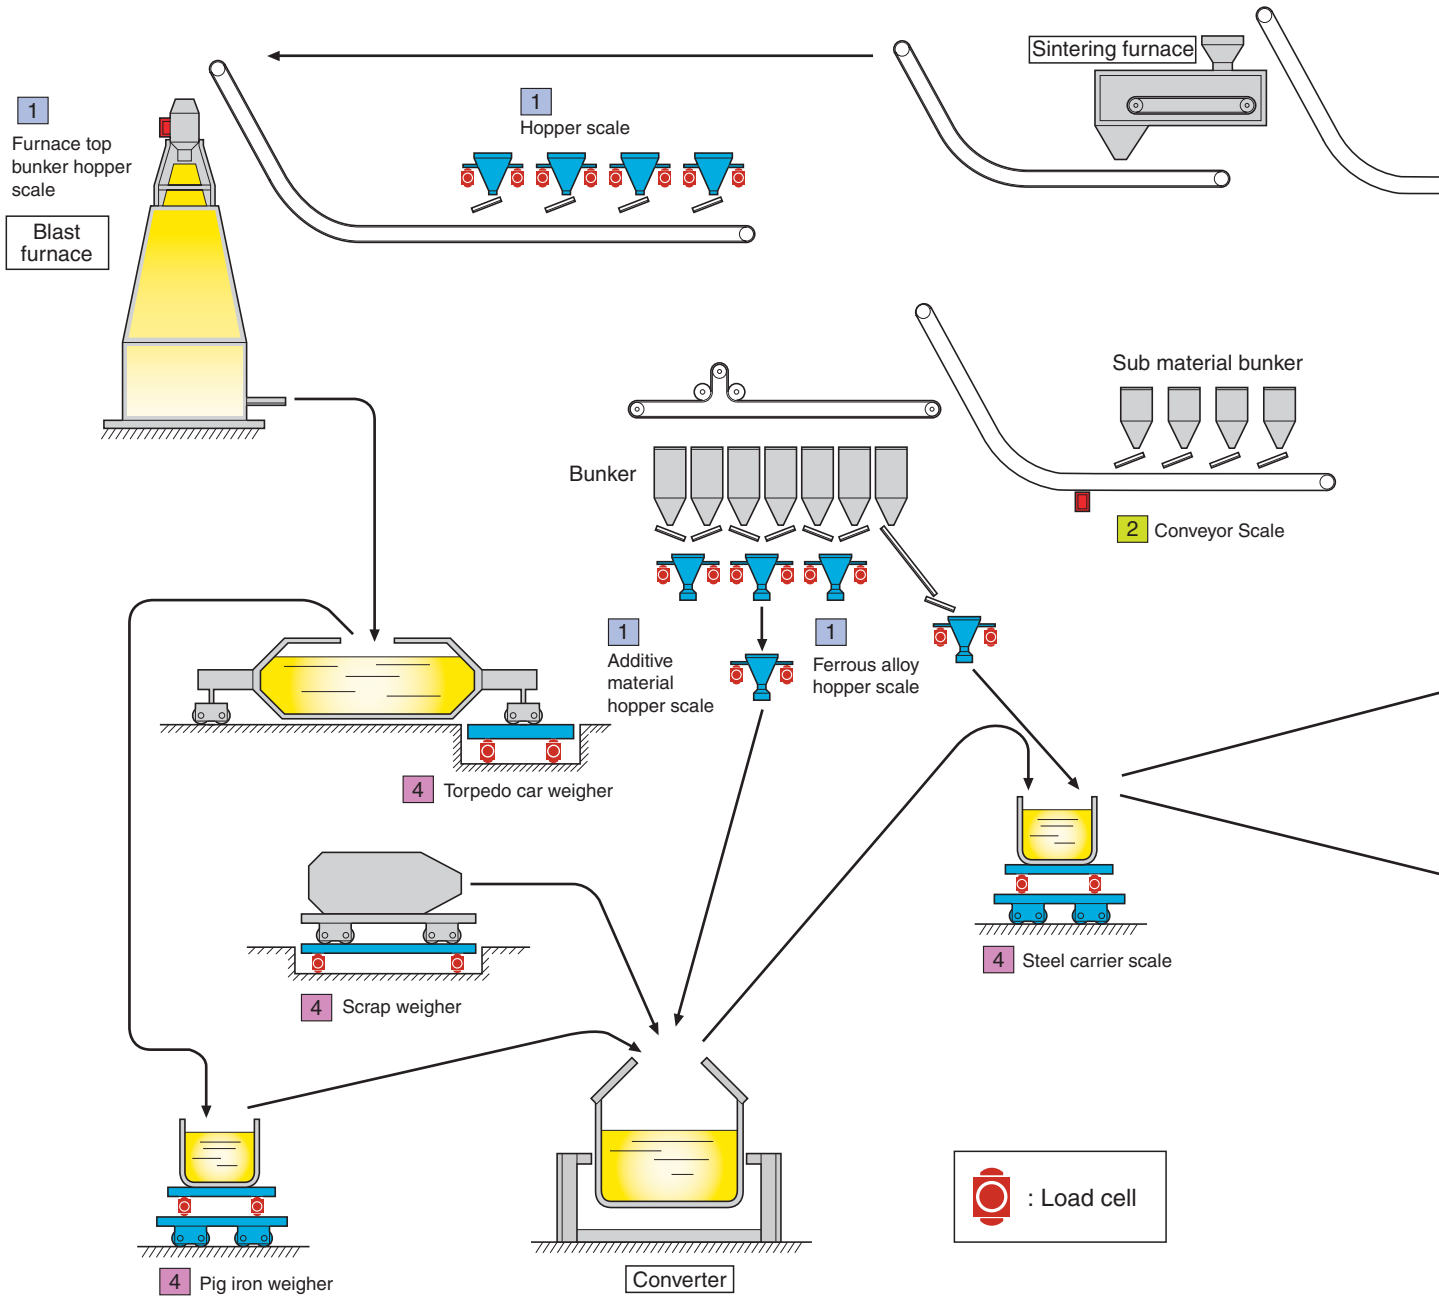 Sintering furnace
1
Furnace top
bunker hopper
scale
1
Hopper scale
Blast
furnace
Sub material bunker
Bunker
2 Conveyor Scale
1
Additive
material
hopper scale
1
Ferrous alloy
hopper scale
4 Torpedo car weigher
4 Scrap weigher
4 Steel carrier scale
: Load cell
Converter
4 Pig iron weigher